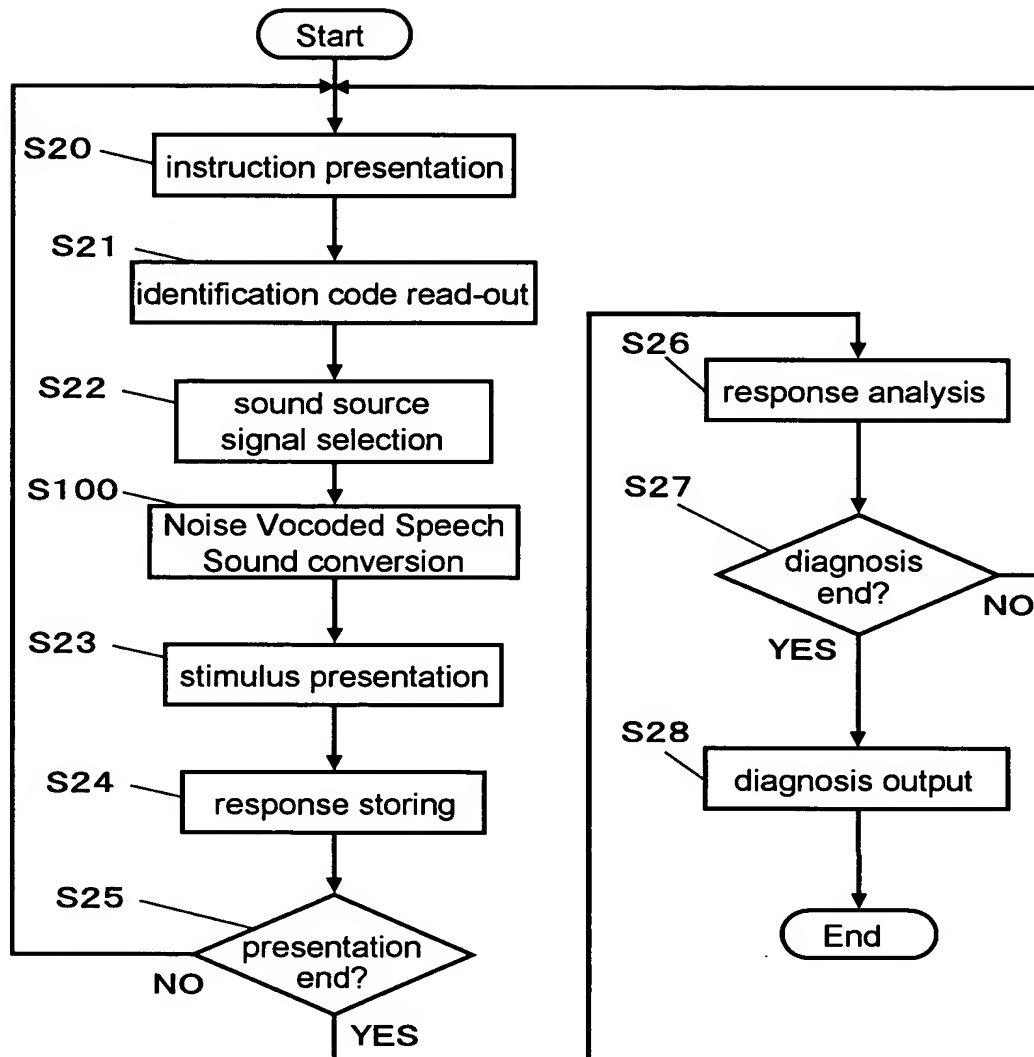 Start
S20
instruction presentation
S21
identification code read-out
S22
sound source
signal selection
S100
Noise Vocoded Speech
Sound conversion
S23
stimulus presentation
S24
response storing
S25
presentation
end?
NO
YES
S26
response analysis
S27
diagnosis
end?
NO
YES
S28
diagnosis output
End